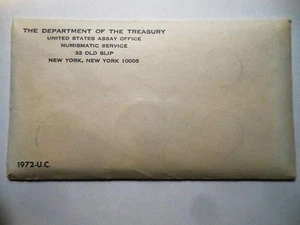 THE DEPARTMENT OF THE TREASURY
UNITED STATES ASSAY OFFICE
NUMISMATIC SERVICE
32 OLD SLIP
NEW YORK, NEW YORK 10005
1972-U.C.